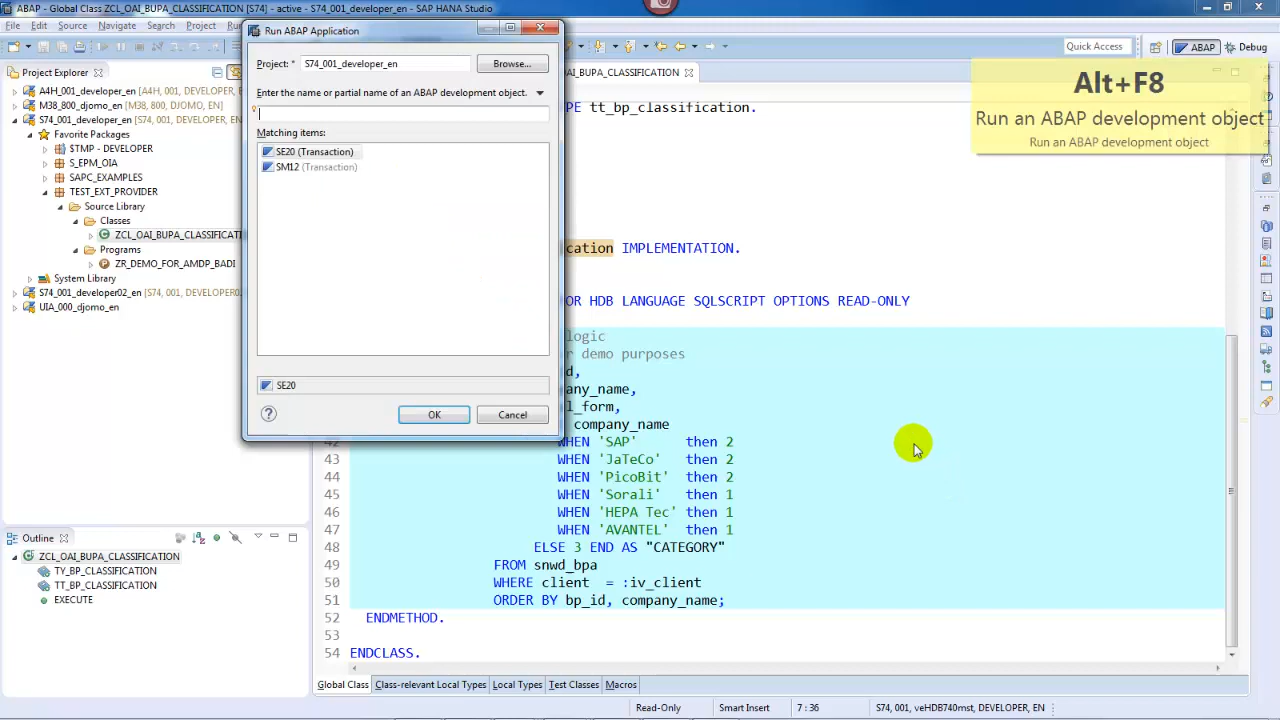 ABAP - Global Class ZCL_OAI_BUPA_CLASSIFICATION [S74] - active - S74_001_developer_en - SAP HANA Studio
File Edit Source Navigate Search Project
Run ABAP Application
Quick Access
ABAP
Debug
Project Explorer
A4H_001_developer_en [A4H, 001, DEVELOPER
M38_800_djomo_en [M38, 800, DJOMO, EN]
S74_001_developer_en [S74, 001, DEVELOPER, EN
Favorite Packages
$TMP - DEVELOPER
S_EPM_OIA
SAPC_EXAMPLES
TEST_EXT_PROVIDER
Source Library
Classes
ZCL_OAI_BUPA_CLASSIFICATI
Programs
ZR_DEMO_FOR_AMDP_BADI
System Library
S74_001_developer02_en [S74, 001, DEVELOPER02
UIA_000_djomo_en
Project: *
S74_001_developer_en
Browse...
Enter the name or partial name of an ABAP development object.
Matching items:
SE20 (Transaction)
SM12 (Transaction)
SE20
OK
Cancel
AI_BUPA_CLASSIFICATION
Alt+F8
Run an ABAP development object
Run an ABAP development object
PE tt_bp_classification.
cation IMPLEMENTATION.
OR HDB LANGUAGE SQLSCRIPT OPTIONS READ-ONLY
logic
r demo purposes
d,
any_name,
l_form,
company_name
42 WHEN 'SAP' then 2
43 WHEN 'JaTeCo' then 2
44 WHEN 'PicoBit' then 2
45 WHEN 'Sorali' then 1
46 WHEN 'HEPA Tec' then 1
47 WHEN 'AVANTEL' then 1
48 ELSE 3 END AS "CATEGORY"
49 FROM snwd_bpa
50 WHERE client = :iv_client
51 ORDER BY bp_id, company_name;
52 ENDMETHOD.
53
54 ENDCLASS.
Outline
ZCL_OAI_BUPA_CLASSIFICATION
TY_BP_CLASSIFICATION
TT_BP_CLASSIFICATION
EXECUTE
Global Class Class-relevant Local Types Local Types Test Classes Macros
Read-Only Smart Insert 7 : 36 S74, 001, veHDB740mst, DEVELOPER, EN